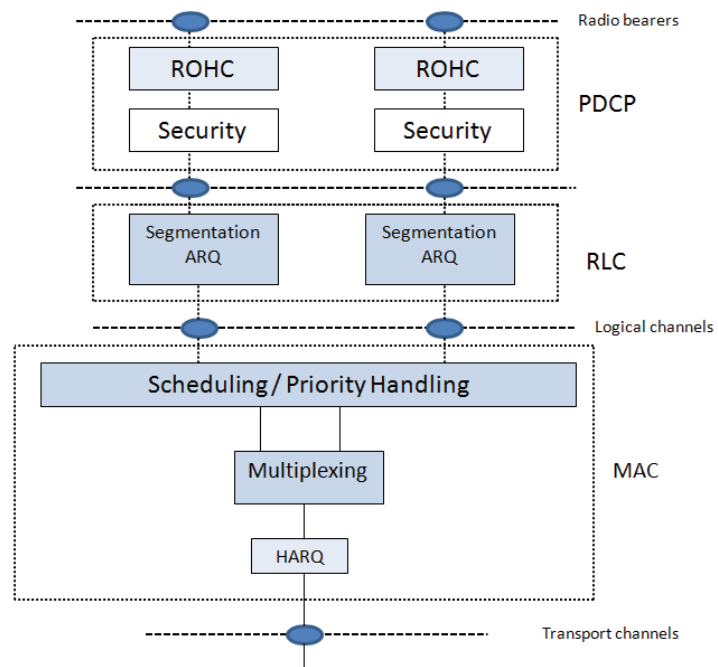 Radio bearers
ROHC
ROHC
PDCP
Security
Security
Segmentation
ARQ
Segmentation
ARQ
RLC
Logical channels
Scheduling / Priority Handling
Multiplexing
MAC
HARQ
Transport channels